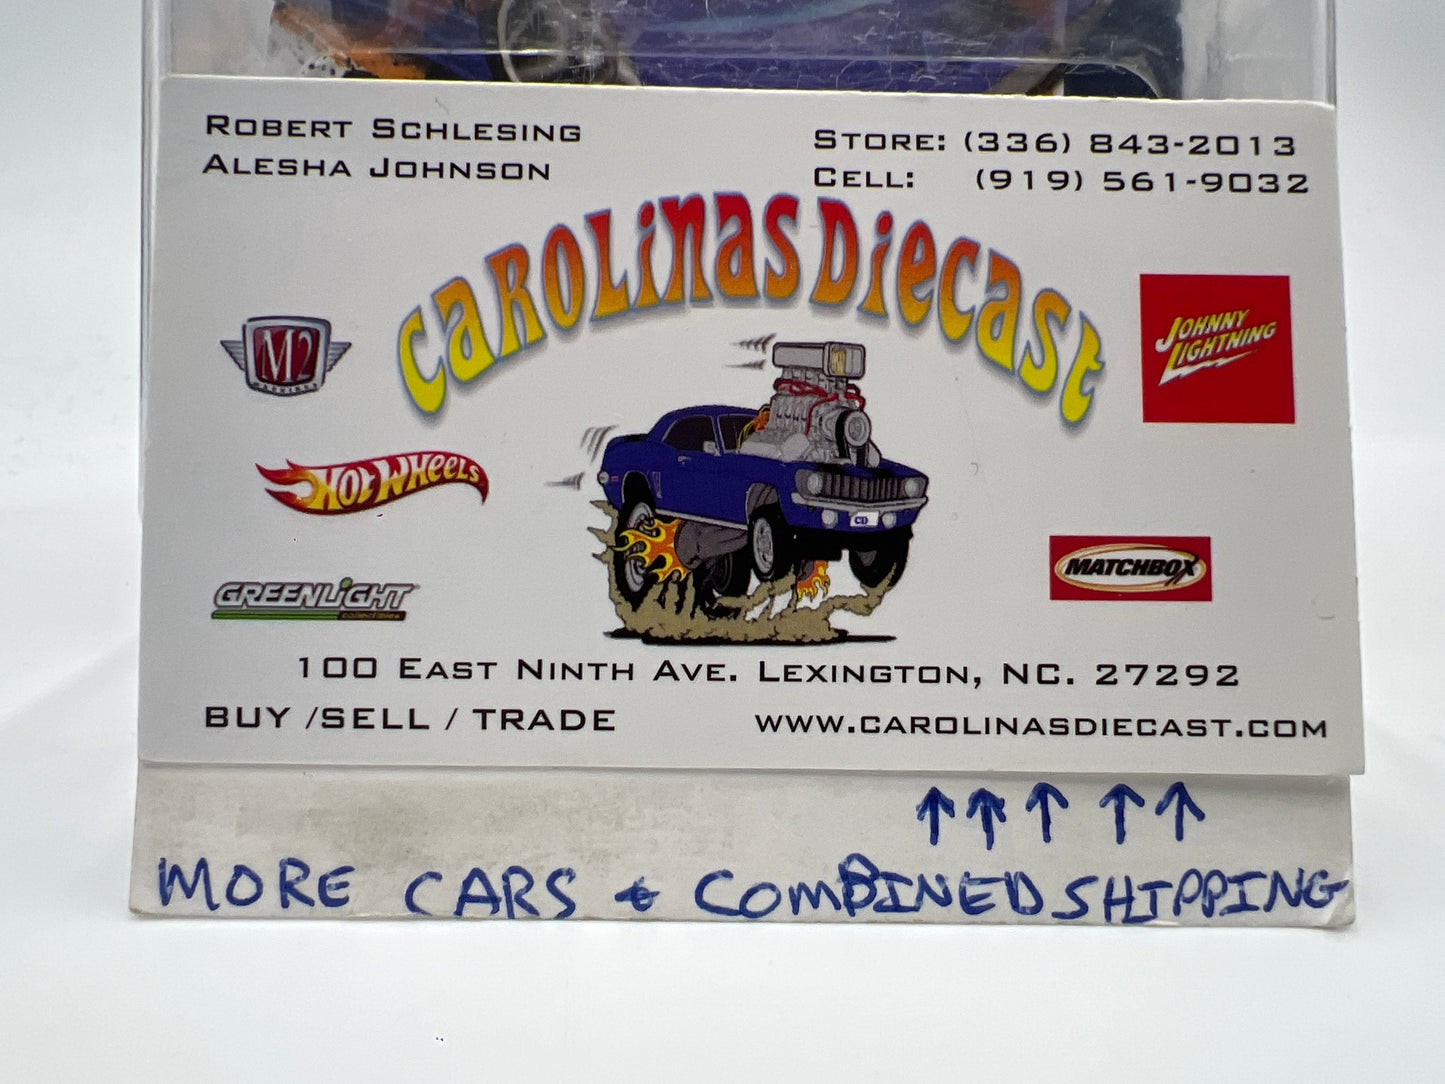 ROBERT SCHLESING
ALESHA JOHNSON
STORE: (336) 843-2013
CELL: (919) 561-9032
CAROLINAS DIECAST
M2
MACHINES
JOHNNY
LIGHTNING
HOT WHEELS
CD
GREENLIGHT
collectibles
MATCHBOX
100 EAST NINTH AVE. LEXINGTON, NC. 27292
BUY /SELL / TRADE
WWW.CAROLINASDIECAST.COM
↑ ↑ ↑ ↑ ↑
MORE CARS & COMBINED SHIPPING